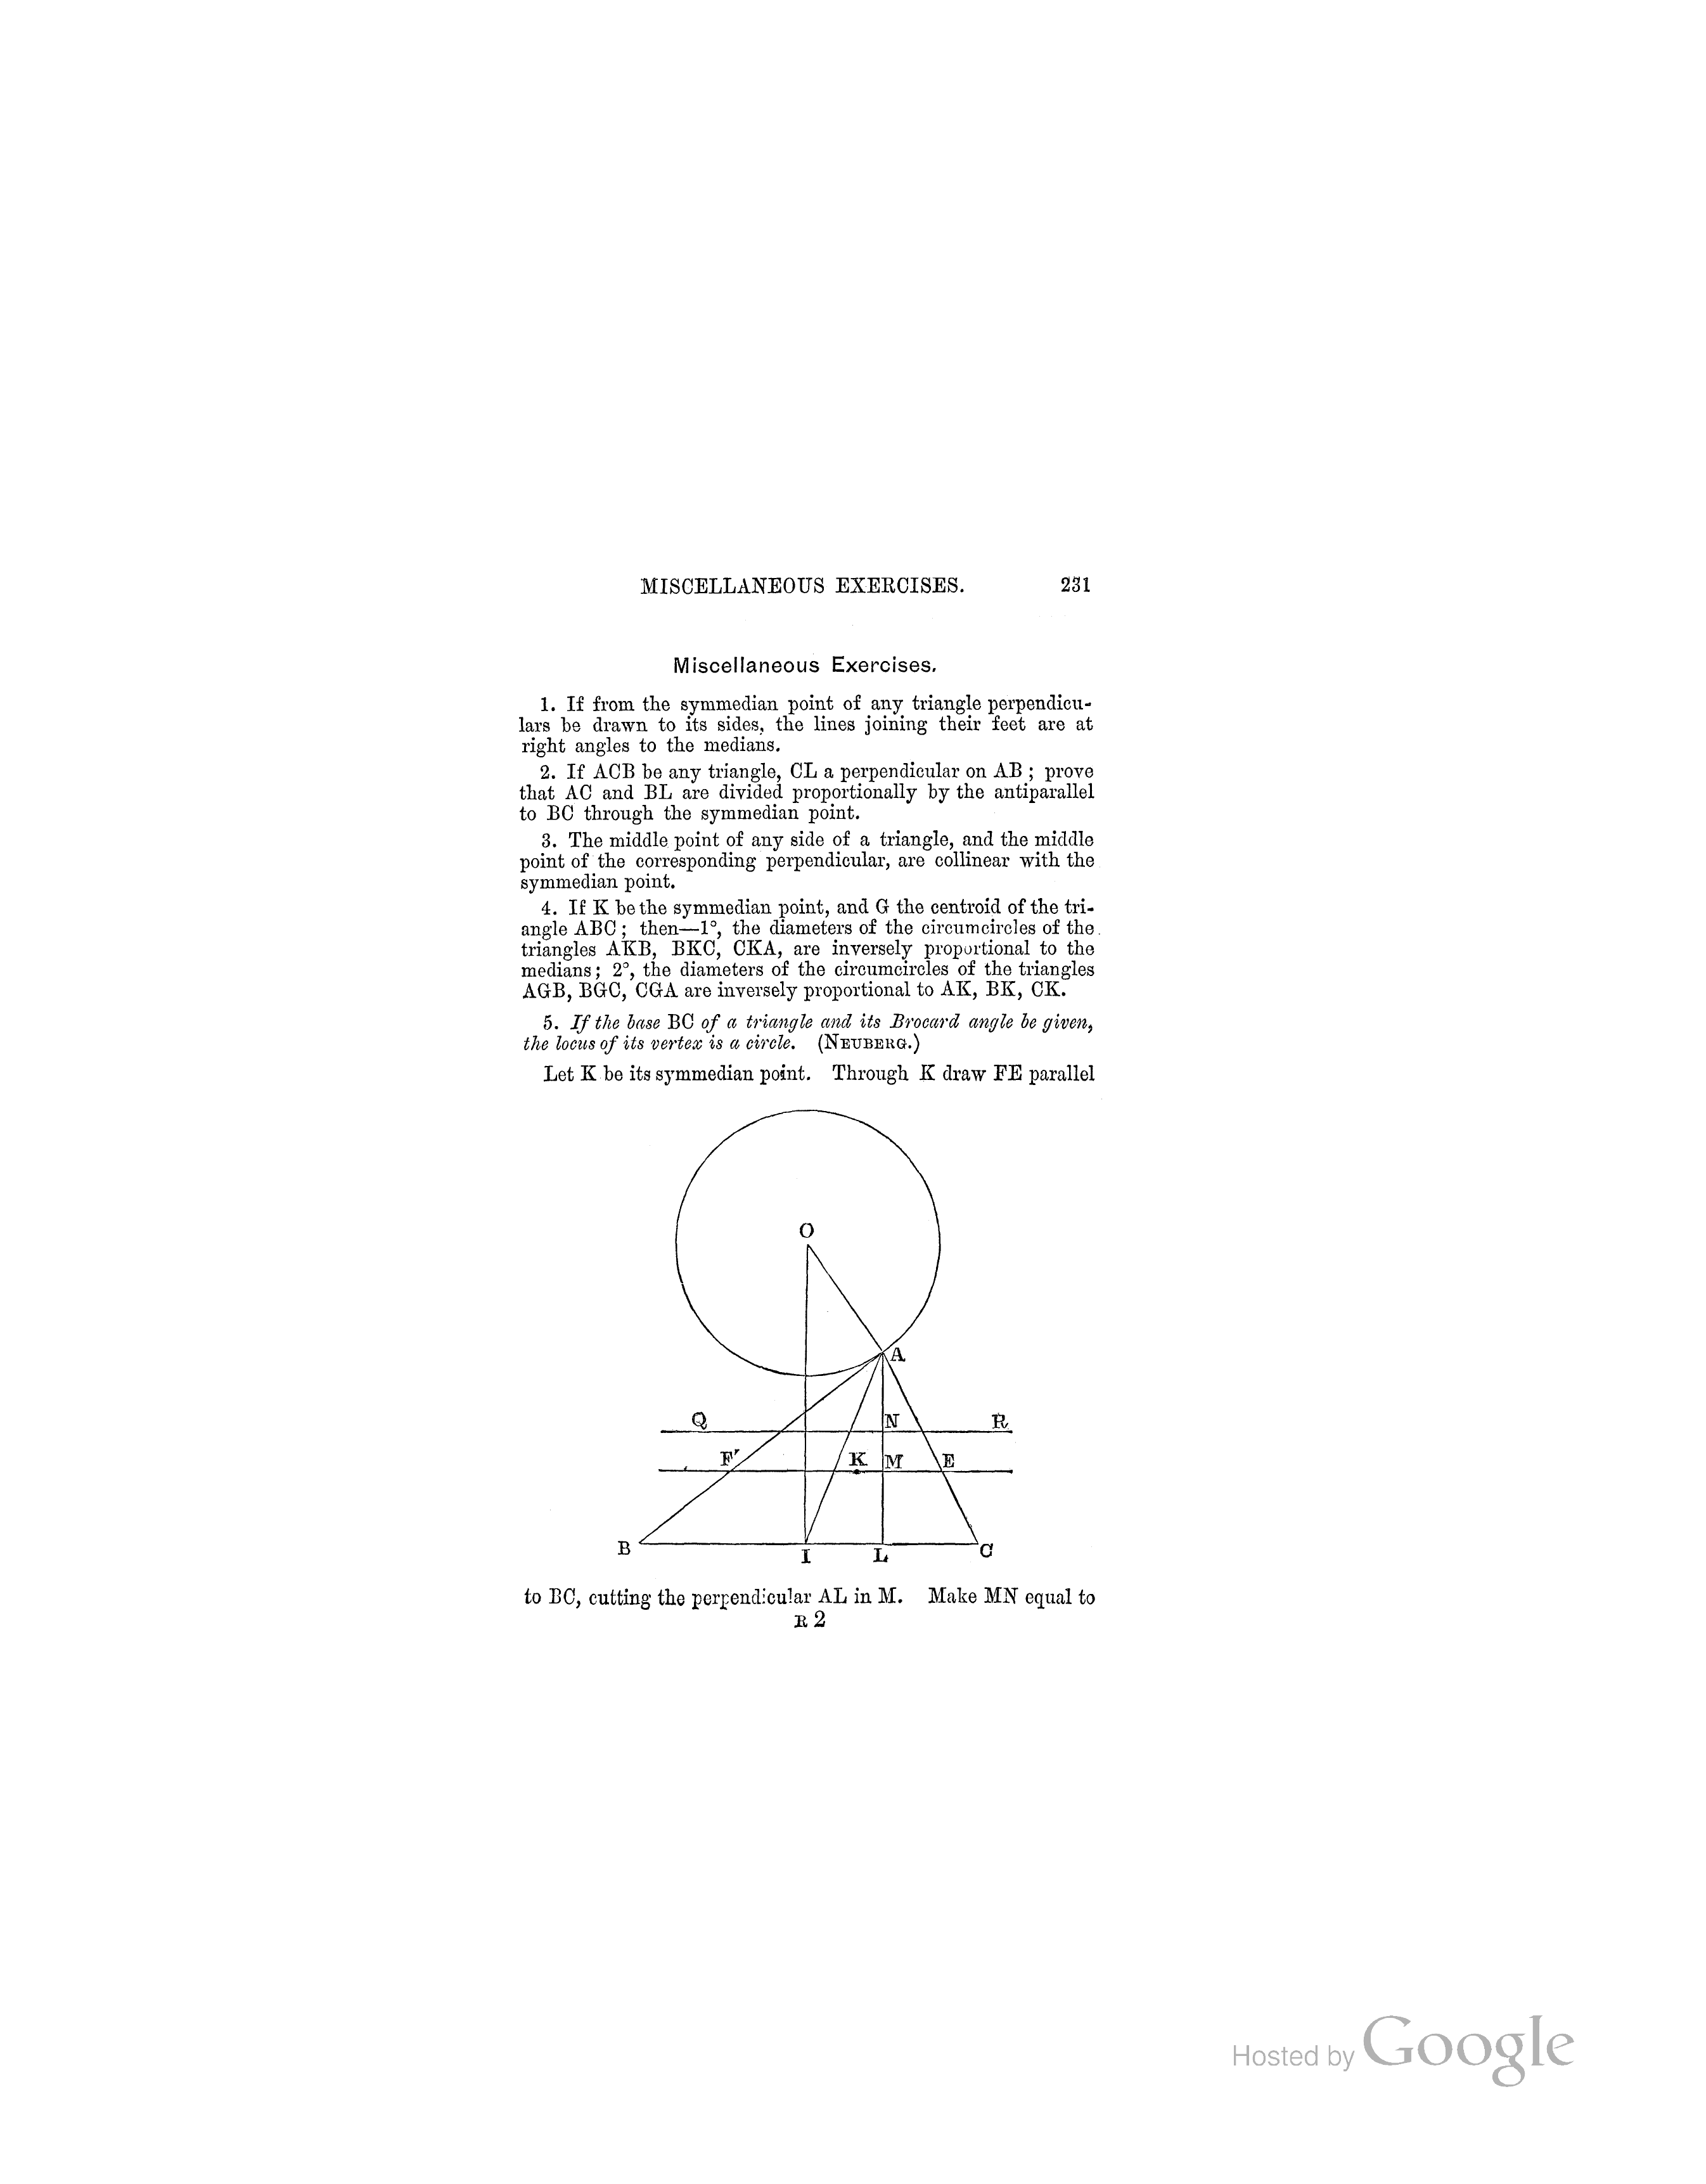 MISCELLANEOUS EXERCISES. 231
Miscellaneous Exercises.
1. If from the symmedian point of any triangle perpendicu-
lars be drawn to its sides, the lines joining their feet are at
right angles to the medians.
2. If ACB be any triangle, CL a perpendicular on AB ; prove
that AC and BL are divided proportionally by the antiparallel
to BC through the symmedian point.
3. The middle point of any side of a triangle, and the middle
point of the corresponding perpendicular, are collinear with the
symmedian point.
4. If K be the symmedian point, and G the centroid of the tri-
angle ABC ; then—1°, the diameters of the circumcircles of the
triangles AKB, BKC, CKA, are inversely proportional to the
medians ; 2°, the diameters of the circumcircles of the triangles
AGB, BGC, CGA are inversely proportional to AK, BK, CK.
5. If the base BC of a triangle and its Brocard angle be given,
the locus of its vertex is a circle. (NEUBERG.)
Let K be its symmedian point. Through K draw FE parallel
O
A
Q N R
F K M E
B I L C
to BC, cutting the perpendicular AL in M. Make MN equal to
R 2
Hosted by Google